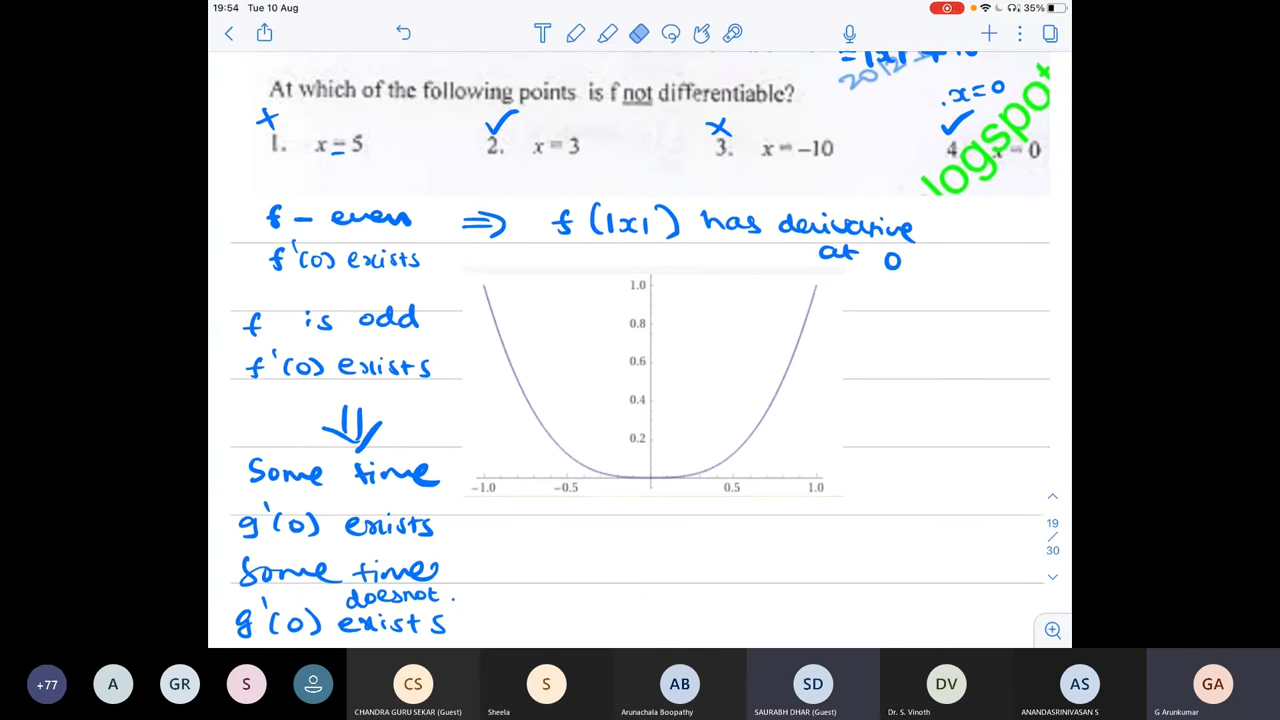 19:54 Tue 10 Aug
35%
x=0
At which of the following points is f not differentiable?
1. x = 5
2. x = 3
3. x = -10
4 = 0
logspot
f - even ⇒ f(|x|) has derivative
at 0
f'(0) exists
f is odd
f'(0) exists
Some time
g'(0) exists
Some time
doesnot.
g'(0) exists
1.0
0.8
0.6
0.4
0.2
-1.0 -0.5 0.5 1.0
19
/
30
+77 A GR S CS S AB SD DV AS GA
CHANDRA GURU SEKAR (Guest) Sheela Arunachala Boopathy SAURABH DHAR (Guest) Dr. S. Vinoth ANANDASRINIVASAN S G Arunkumar